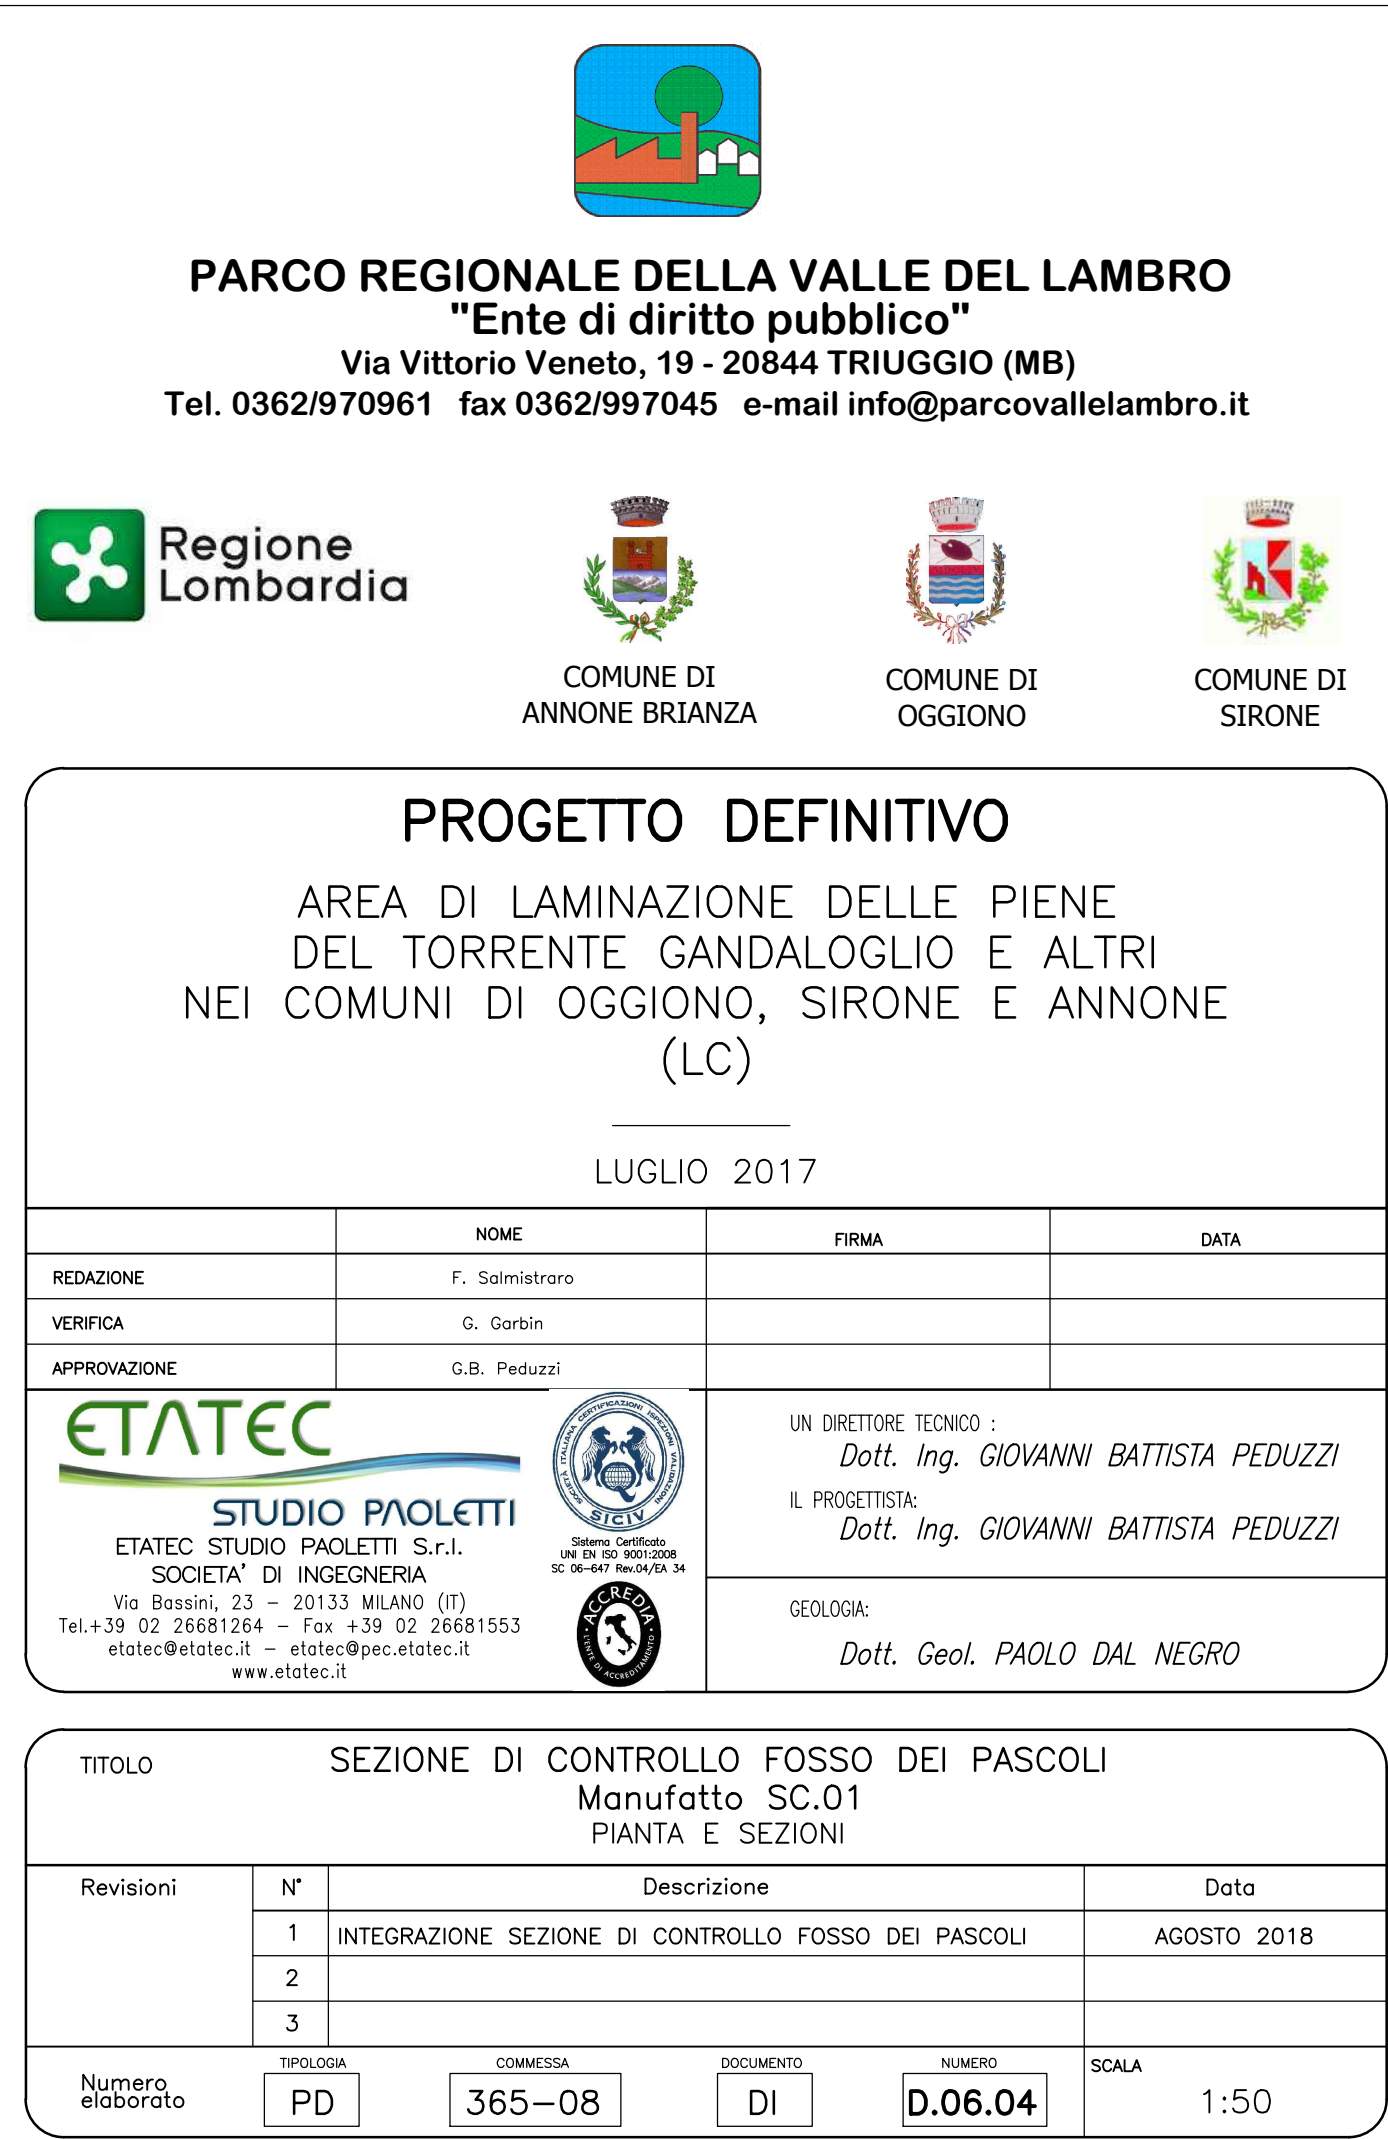 PARCO REGIONALE DELLA VALLE DEL LAMBRO
"Ente di diritto pubblico"
Via Vittorio Veneto, 19 - 20844 TRIUGGIO (MB)
Tel. 0362/970961 fax 0362/997045 e-mail info@parcovallelambro.it
Regione
Lombardia
COMUNE DI
ANNONE BRIANZA
COMUNE DI
OGGIONO
COMUNE DI
SIRONE
PROGETTO DEFINITIVO
AREA DI LAMINAZIONE DELLE PIENE
DEL TORRENTE GANDALOGLIO E ALTRI
NEI COMUNI DI OGGIONO, SIRONE E ANNONE
(LC)
LUGLIO 2017
NOME FIRMA DATA
REDAZIONE F. Salmistraro
VERIFICA G. Garbin
APPROVAZIONE G.B. Peduzzi
ETATEC
STUDIO PAOLETTI
ETATEC STUDIO PAOLETTI S.r.l.
SOCIETA' DI INGEGNERIA
Via Bassini, 23 – 20133 MILANO (IT)
Tel.+39 02 26681264 – Fax +39 02 26681553
etatec@etatec.it – etatec@pec.etatec.it
www.etatec.it
SOCIETÀ ITALIANA CERTIFICAZIONI ISPEZIONI VALIDAZIONI
SICIV
Sistema Certificato
UNI EN ISO 9001:2008
SC 06–647 Rev.04/EA 34
ACCREDIA
L'ENTE DI ACCREDITAMENTO
UN DIRETTORE TECNICO :
Dott. Ing. GIOVANNI BATTISTA PEDUZZI
IL PROGETTISTA:
Dott. Ing. GIOVANNI BATTISTA PEDUZZI
GEOLOGIA:
Dott. Geol. PAOLO DAL NEGRO
TITOLO
SEZIONE DI CONTROLLO FOSSO DEI PASCOLI
Manufatto SC.01
PIANTA E SEZIONI
Revisioni N° Descrizione Data
1 INTEGRAZIONE SEZIONE DI CONTROLLO FOSSO DEI PASCOLI AGOSTO 2018
2
3
Numero
elaborato
TIPOLOGIA
PD
COMMESSA
365–08
DOCUMENTO
DI
NUMERO
D.06.04
SCALA
1:50